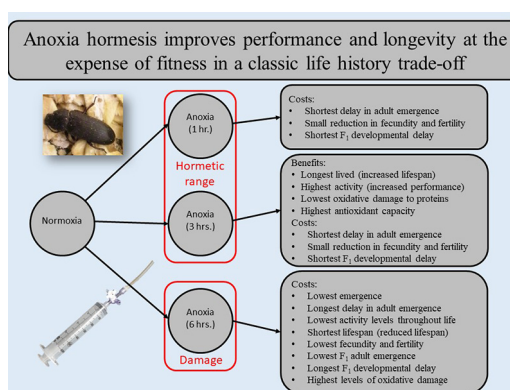 Anoxia hormesis improves performance and longevity at the
expense of fitness in a classic life history trade-off
Normoxia
Anoxia
(1 hr.)
Hormetic
range
Anoxia
(3 hrs.)
Anoxia
(6 hrs.)
Damage
Costs:
• Shortest delay in adult emergence
• Small reduction in fecundity and fertility
• Shortest F₁ developmental delay
Benefits:
• Longest lived (increased lifespan)
• Highest activity (increased performance)
• Lowest oxidative damage to proteins
• Highest antioxidant capacity
Costs:
• Shortest delay in adult emergence
• Small reduction in fecundity and fertility
• Shortest F₁ developmental delay
Costs:
• Lowest emergence
• Longest delay in adult emergence
• Lowest activity levels throughout life
• Shortest lifespan (reduced lifespan)
• Lowest fecundity and fertility
• Lowest F₁ adult emergence
• Longest F₁ developmental delay
• Highest levels of oxidative damage